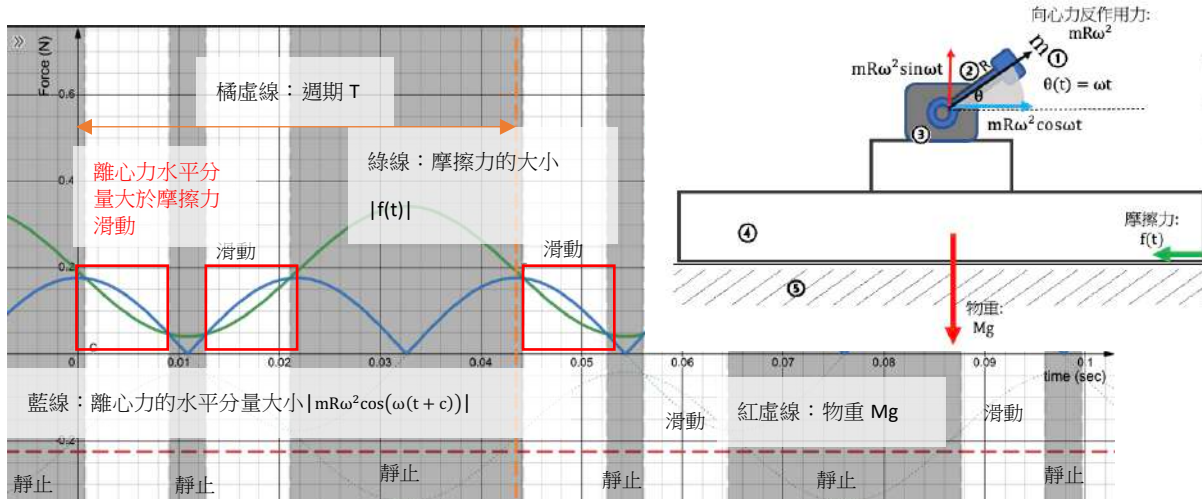 »
Force (N)
0.6
0.4
0.2
0
c
0.01
0.02
0.03
0.04
0.05
0.06
0.07
0.08
0.09
0.1
time (sec)
橘虛線：週期 T
離心力水平分
量大於摩擦力
滑動
綠線：摩擦力的大小
|f(t)|
滑動
滑動
藍線：離心力的水平分量大小|mRω²cos(ω(t + c))|
滑動
紅虛線：物重 Mg
滑動
靜止
靜止
靜止
靜止
靜止
靜止
向心力反作用力:
mRω²
m
①
②
R
mRω²sinωt
θ
θ(t) = ωt
③
mRω²cosωt
④
摩擦力:
f(t)
⑤
物重:
Mg